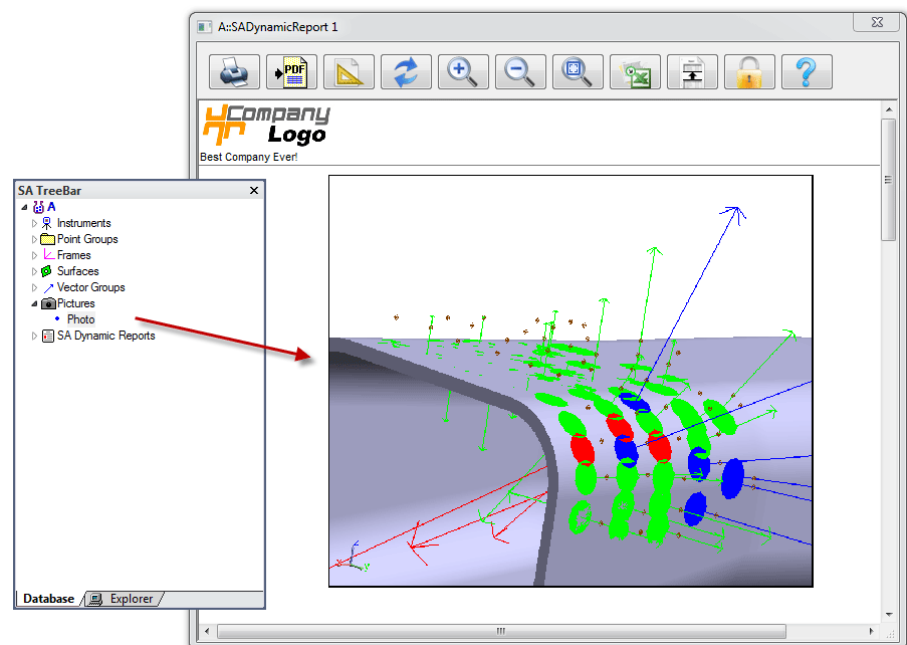 A::SADynamicReport 1
PDF
Company
Logo
Best Company Ever!
SA TreeBar
A
Instruments
Point Groups
Frames
Surfaces
Vector Groups
Pictures
Photo
SA Dynamic Reports
Database
Explorer